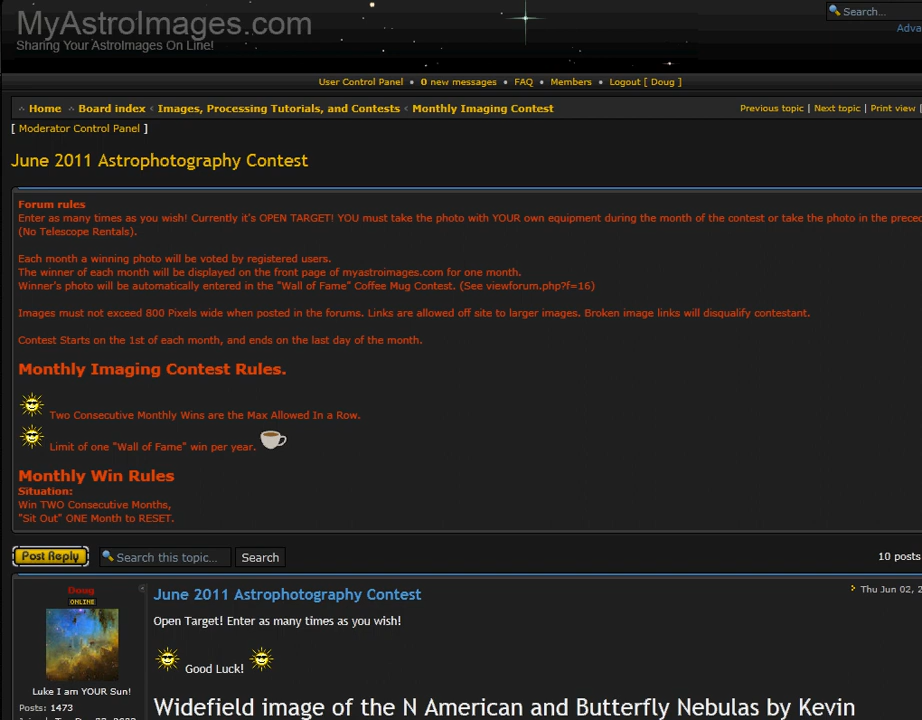 MyAstroImages.com
Sharing Your AstroImages On Line!
Search...
User Control Panel • 0 new messages • FAQ • Members • Logout [ Doug ]
Home ‹ Board index ‹ Images, Processing Tutorials, and Contests ‹ Monthly Imaging Contest
Previous topic | Next topic | Print view |
[ Moderator Control Panel ]
June 2011 Astrophotography Contest
Forum rules
Enter as many times as you wish! Currently it's OPEN TARGET! YOU must take the photo with YOUR own equipment during the month of the contest or take the photo in the
(No Telescope Rentals).
Each month a winning photo will be voted by registered users.
The winner of each month will be displayed on the front page of myastroimages.com for one month.
Winner's photo will be automatically entered in the "Wall of Fame" Coffee Mug Contest. (See viewforum.php?f=16)
Images must not exceed 800 Pixels wide when posted in the forums. Links are allowed off site to larger images. Broken image links will disqualify contestant.
Contest Starts on the 1st of each month, and ends on the last day of the month.
Monthly Imaging Contest Rules.
Two Consecutive Monthly Wins are the Max Allowed In a Row.
Limit of one "Wall of Fame" win per year.
Monthly Win Rules
Situation:
Win TWO Consecutive Months,
"Sit Out" ONE Month to RESET.
Post Reply
Search this topic...
Search
10 posts
Doug
ONLINE
Luke I am YOUR Sun!
Posts: 1473
June 2011 Astrophotography Contest
Thu Jun 02,
Open Target! Enter as many times as you wish!
Good Luck!
Widefield image of the N American and Butterfly Nebulas by Kevin